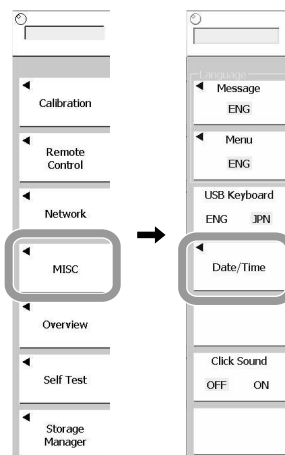 Calibration
Remote
Control
Network
MISC
Overview
Self Test
Storage
Manager
Language
Message
ENG
Menu
ENG
USB Keyboard
ENG JPN
Date/Time
Click Sound
OFF ON